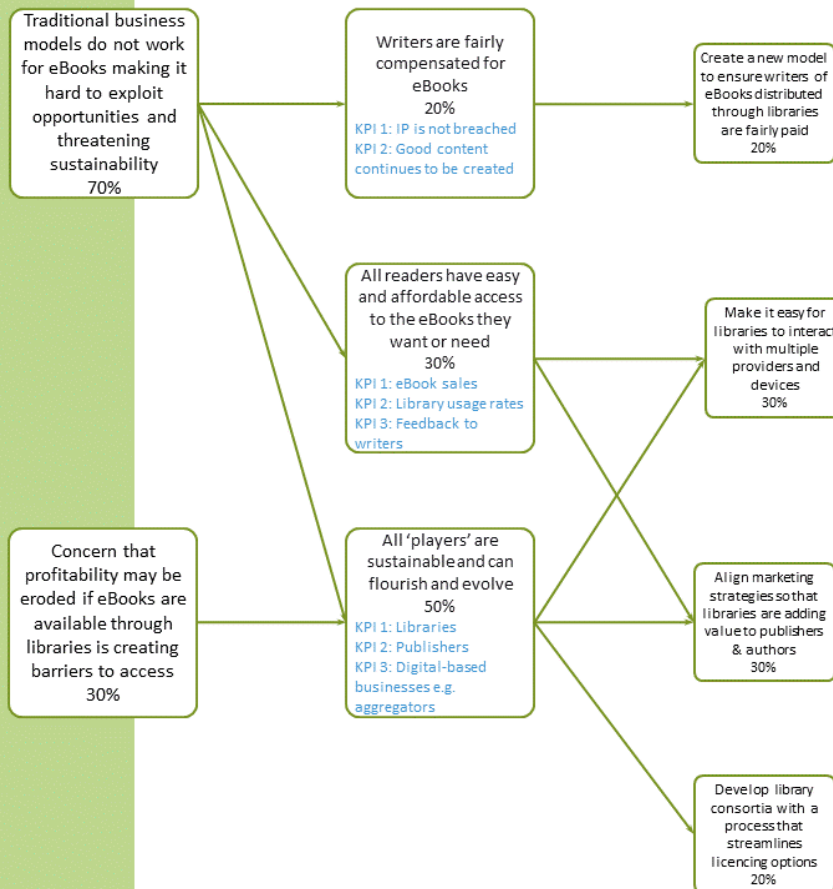 Traditional business
models do not work
for eBooks making it
hard to exploit
opportunities and
threatening
sustainability
70%
Concern that
profitability may be
eroded if eBooks are
available through
libraries is creating
barriers to access
30%
Writers are fairly
compensated for
eBooks
20%
KPI 1: IP is not breached
KPI 2: Good content
continues to be created
All readers have easy
and affordable access
to the eBooks they
want or need
30%
KPI 1: eBook sales
KPI 2: Library usage rates
KPI 3: Feedback to
writers
All ‘players’ are
sustainable and can
flourish and evolve
50%
KPI 1: Libraries
KPI 2: Publishers
KPI 3: Digital-based
businesses e.g.
aggregators
Create a new model
to ensure writers of
eBooks distributed
through libraries
are fairly paid
20%
Make it easy for
libraries to interact
with multiple
providers and
devices
30%
Align marketing
strategies so that
libraries are adding
value to publishers
& authors
30%
Develop library
consortia with a
process that
streamlines
licencing options
20%